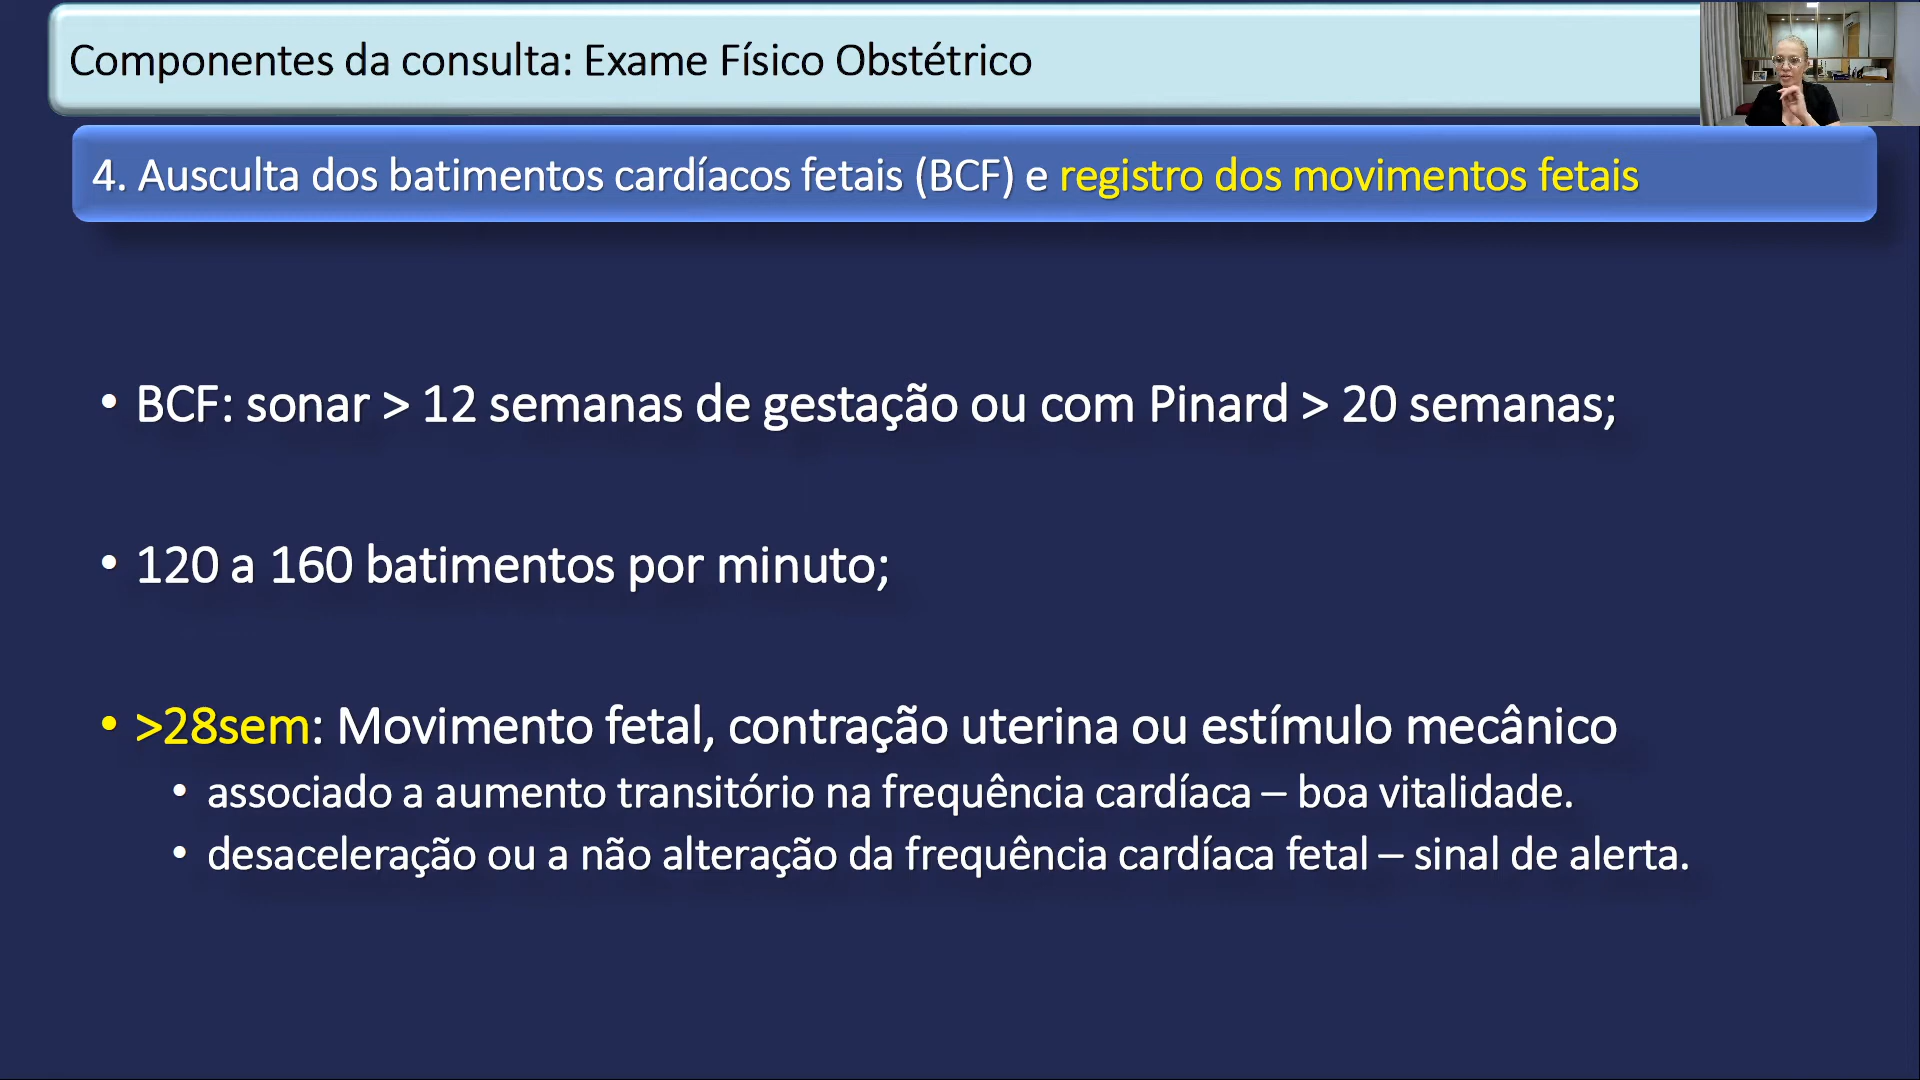 Componentes da consulta: Exame Físico Obstétrico
4. Ausculta dos batimentos cardíacos fetais (BCF) e registro dos movimentos fetais
• BCF: sonar > 12 semanas de gestação ou com Pinard > 20 semanas;
• 120 a 160 batimentos por minuto;
• >28sem: Movimento fetal, contração uterina ou estímulo mecânico
• associado a aumento transitório na frequência cardíaca – boa vitalidade.
• desaceleração ou a não alteração da frequência cardíaca fetal – sinal de alerta.